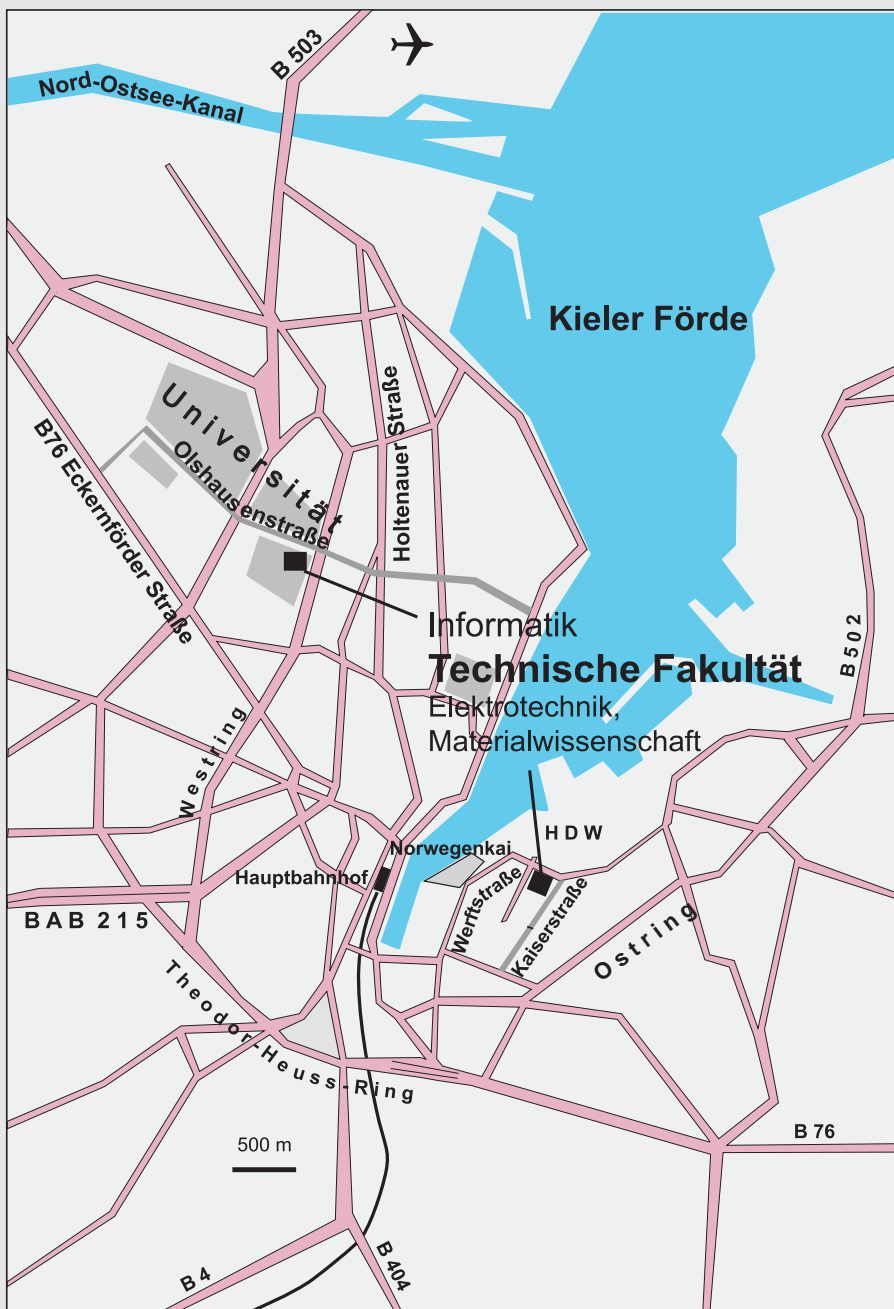 B 503
Nord-Ostsee-Kanal
Kieler Förde
Universität
Olshausenstraße
Holtenauer Straße
B76 Eckernförder Straße
Informatik
Technische Fakultät
Elektrotechnik,
Materialwissenschaft
B 502
Westring
HDW
Norwegenkai
Hauptbahnhof
Werftstraße
Kaiserstraße
BAB 215
Ostring
Theodor-Heuss-Ring
B 76
500 m
B 4
B 404